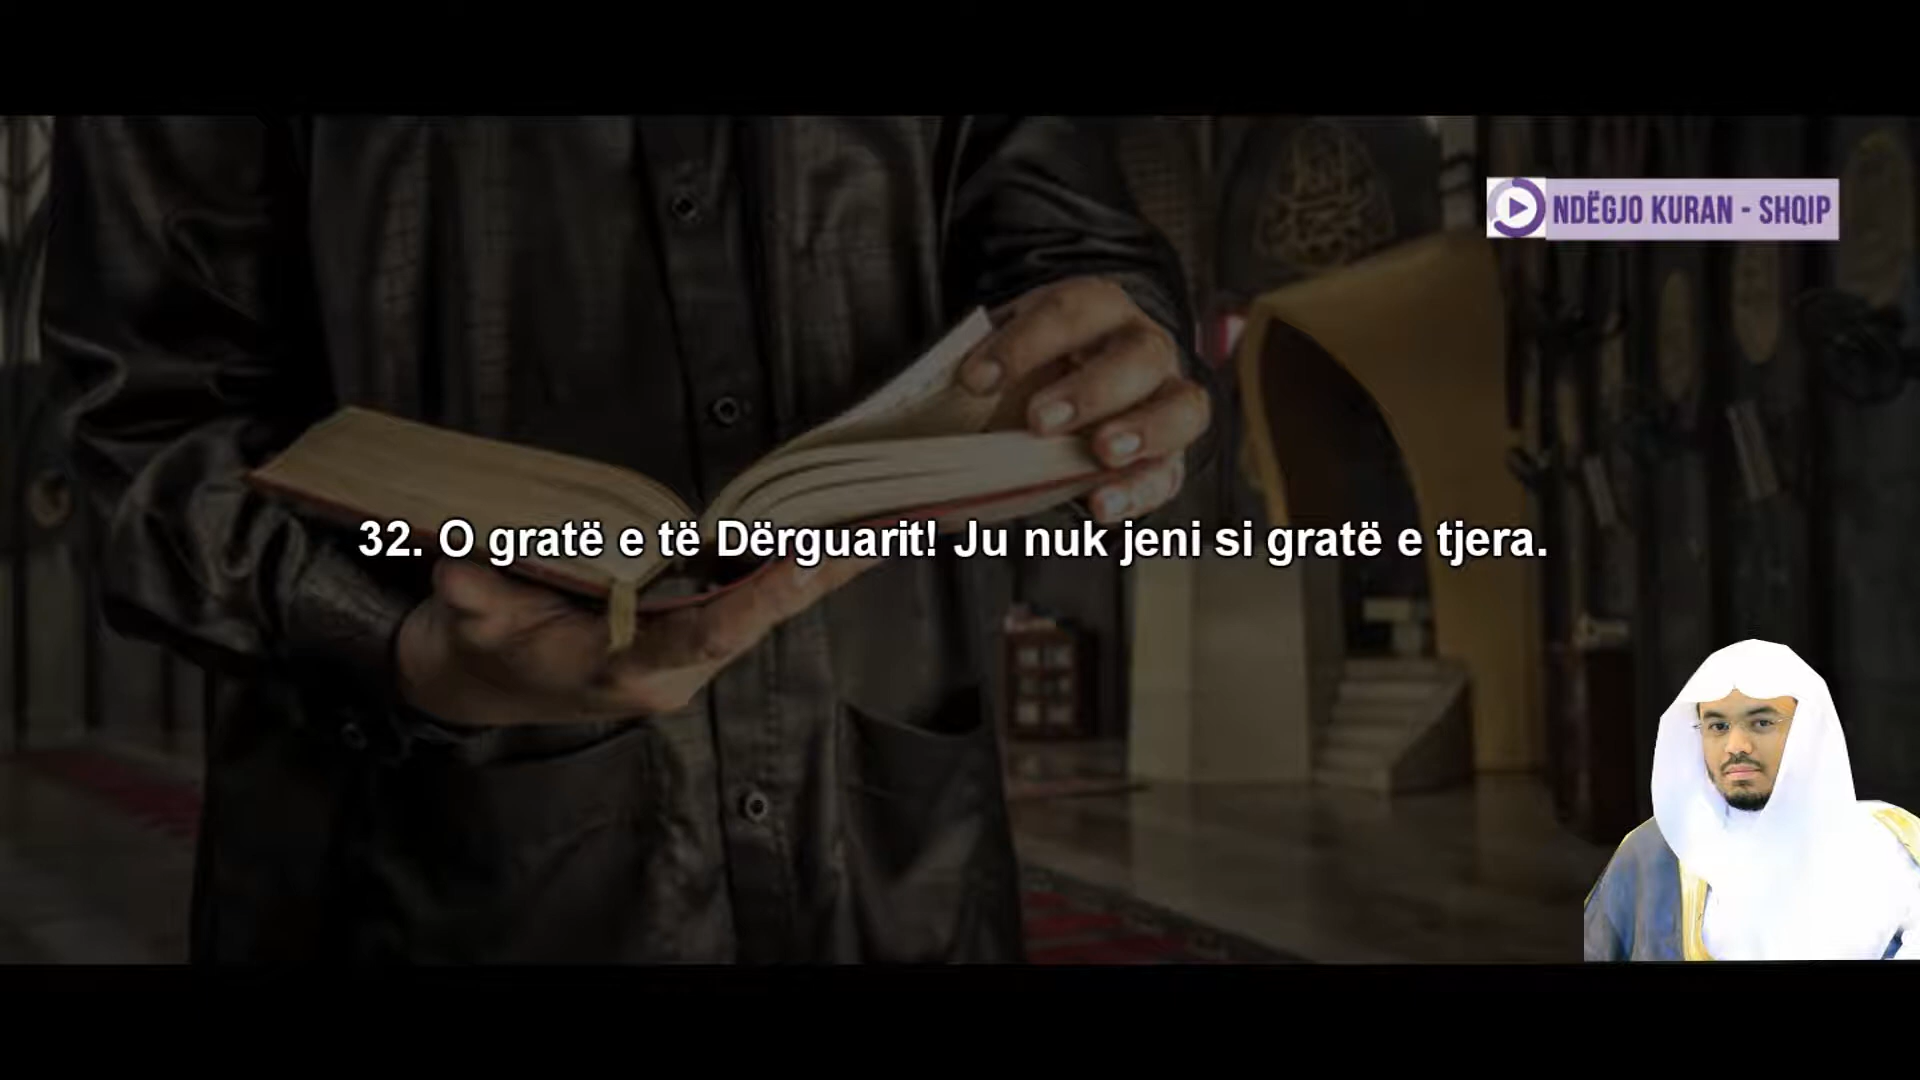 NDËGJO KURAN - SHQIP
32. O gratë e të Dërguarit! Ju nuk jeni si gratë e tjera.